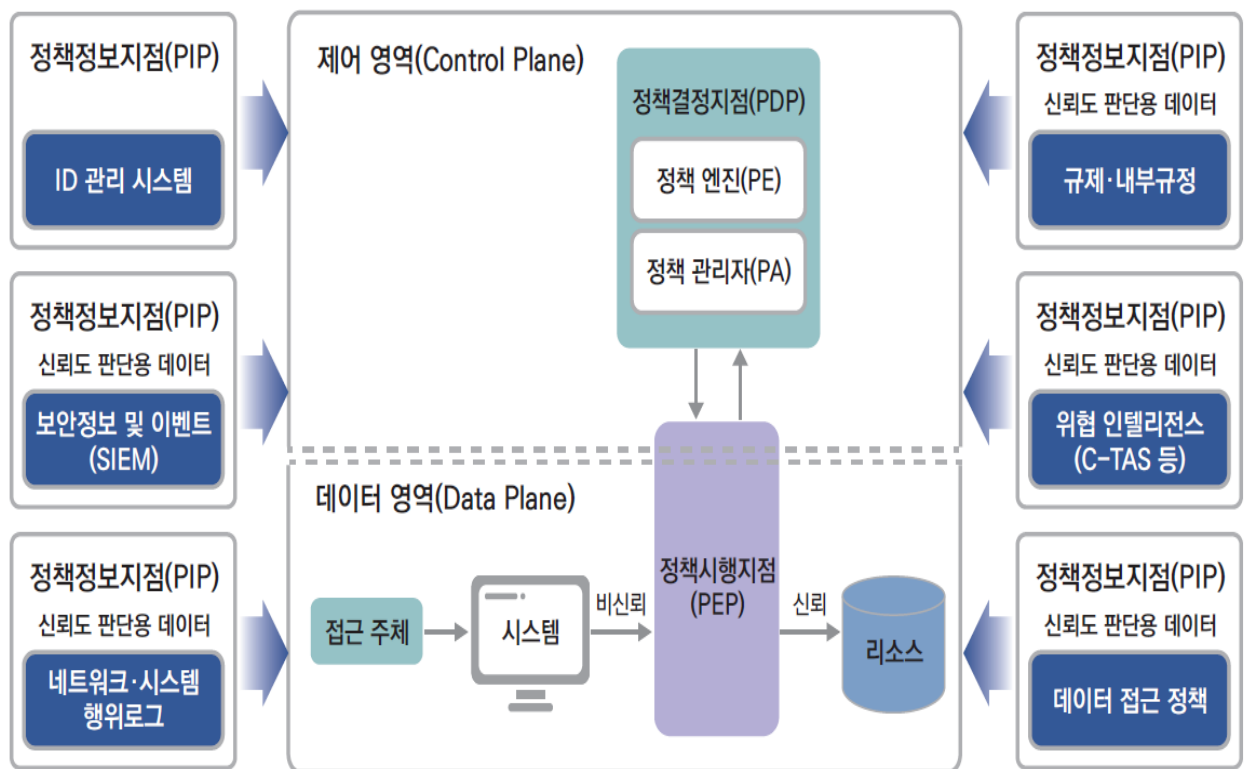 정책정보지점(PIP)
ID 관리 시스템
정책정보지점(PIP)
신뢰도 판단용 데이터
보안정보 및 이벤트
(SIEM)
정책정보지점(PIP)
신뢰도 판단용 데이터
네트워크·시스템
행위로그
제어 영역(Control Plane)
정책결정지점(PDP)
정책 엔진(PE)
정책 관리자(PA)
데이터 영역(Data Plane)
접근 주체
시스템
비신뢰
정책시행지점
(PEP)
신뢰
리소스
정책정보지점(PIP)
신뢰도 판단용 데이터
규제·내부규정
정책정보지점(PIP)
신뢰도 판단용 데이터
위협 인텔리전스
(C-TAS 등)
정책정보지점(PIP)
신뢰도 판단용 데이터
데이터 접근 정책